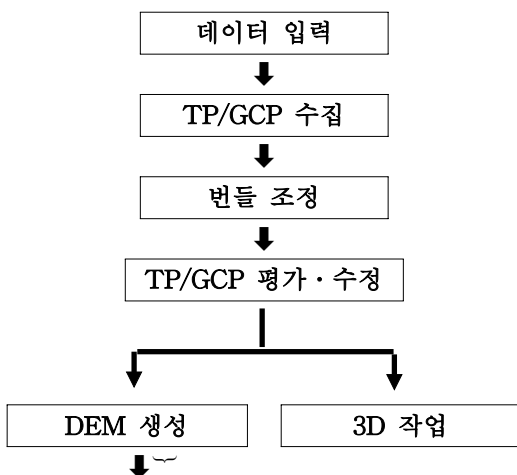 데이터 입력
TP/GCP 수집
번들 조정
TP/GCP 평가·수정
DEM 생성
3D 작업